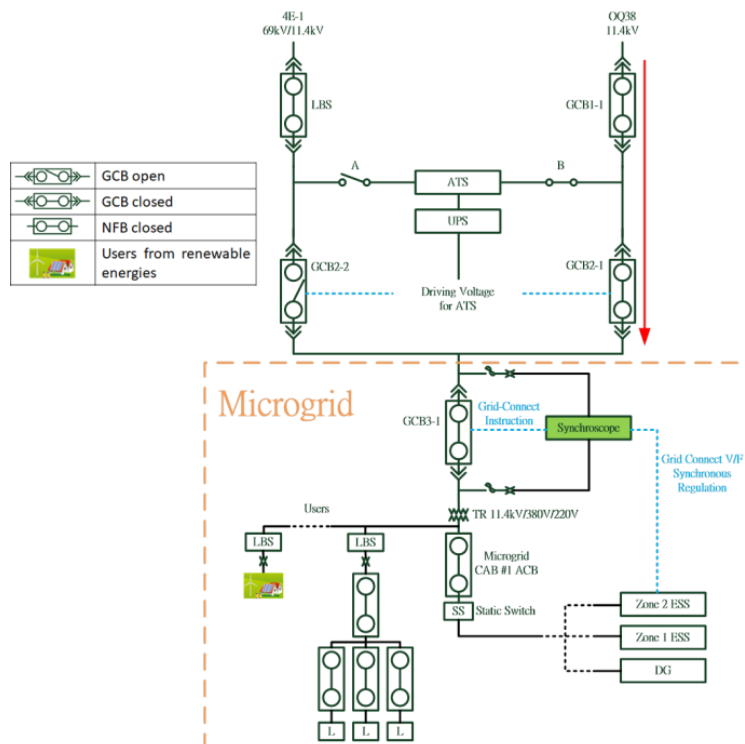 4E-1
69kV/11.4kV
OQ38
11.4kV
LBS
GCB1-1
GCB open
GCB closed
NFB closed
Users from renewable
energies
A
B
ATS
UPS
GCB2-2
GCB2-1
Driving Voltage
for ATS
Microgrid
GCB3-1
Grid-Connect
Instruction
Synchroscope
Grid Connect V/F
Synchronous
Regulation
TR 11.4kV/380V/220V
Users
LBS
LBS
Microgrid
CAB #1 ACB
SS
Static Switch
Zone 2 ESS
Zone 1 ESS
DG
L
L
L